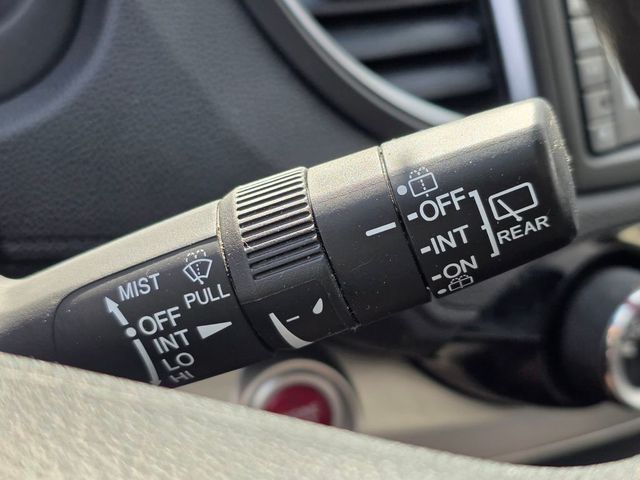 MIST
PULL
OFF
INT
LO
HI
OFF
INT
ON
REAR